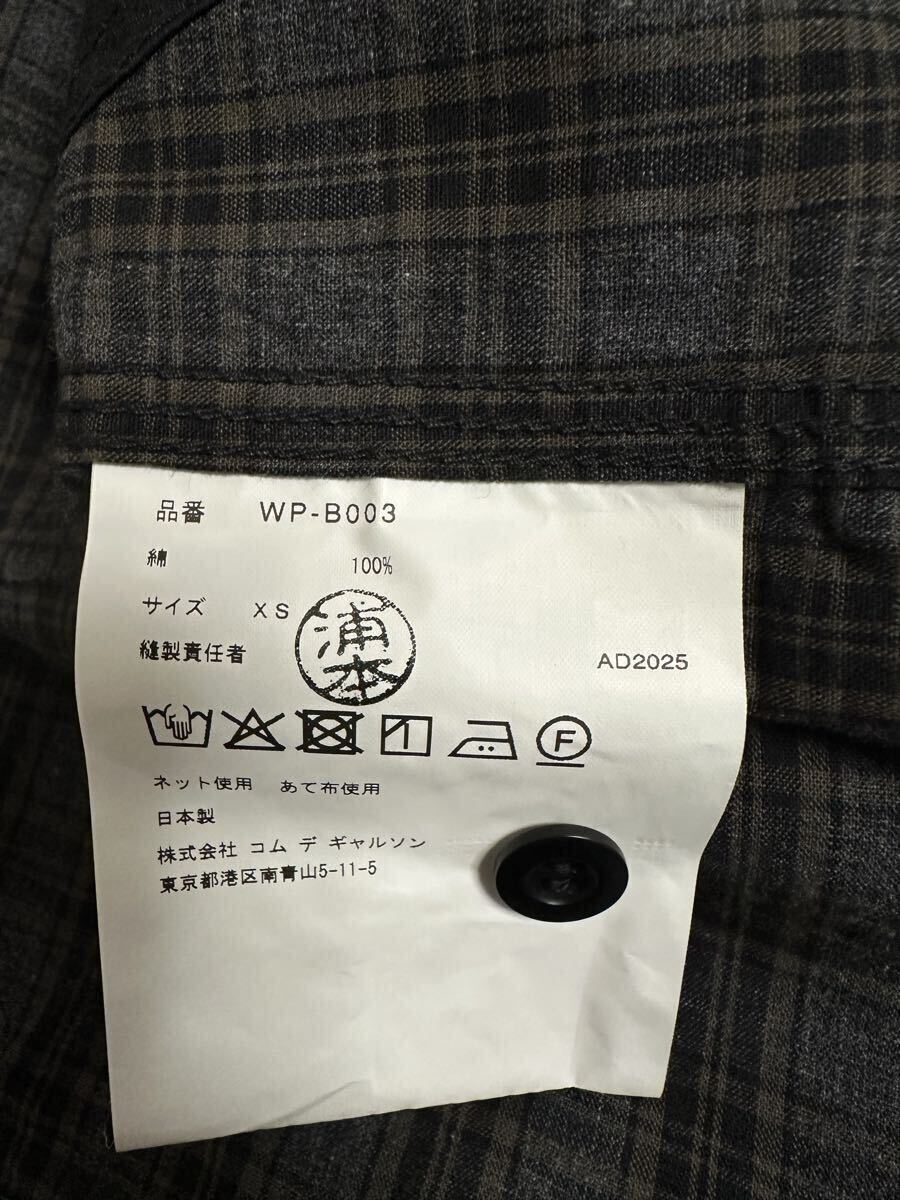 品番 WP-B003
綿 100%
サイズ XS
縫製責任者 浦本
AD2025
F
ネット使用 あて布使用
日本製
株式会社 コム デ ギャルソン
東京都港区南青山5-11-5